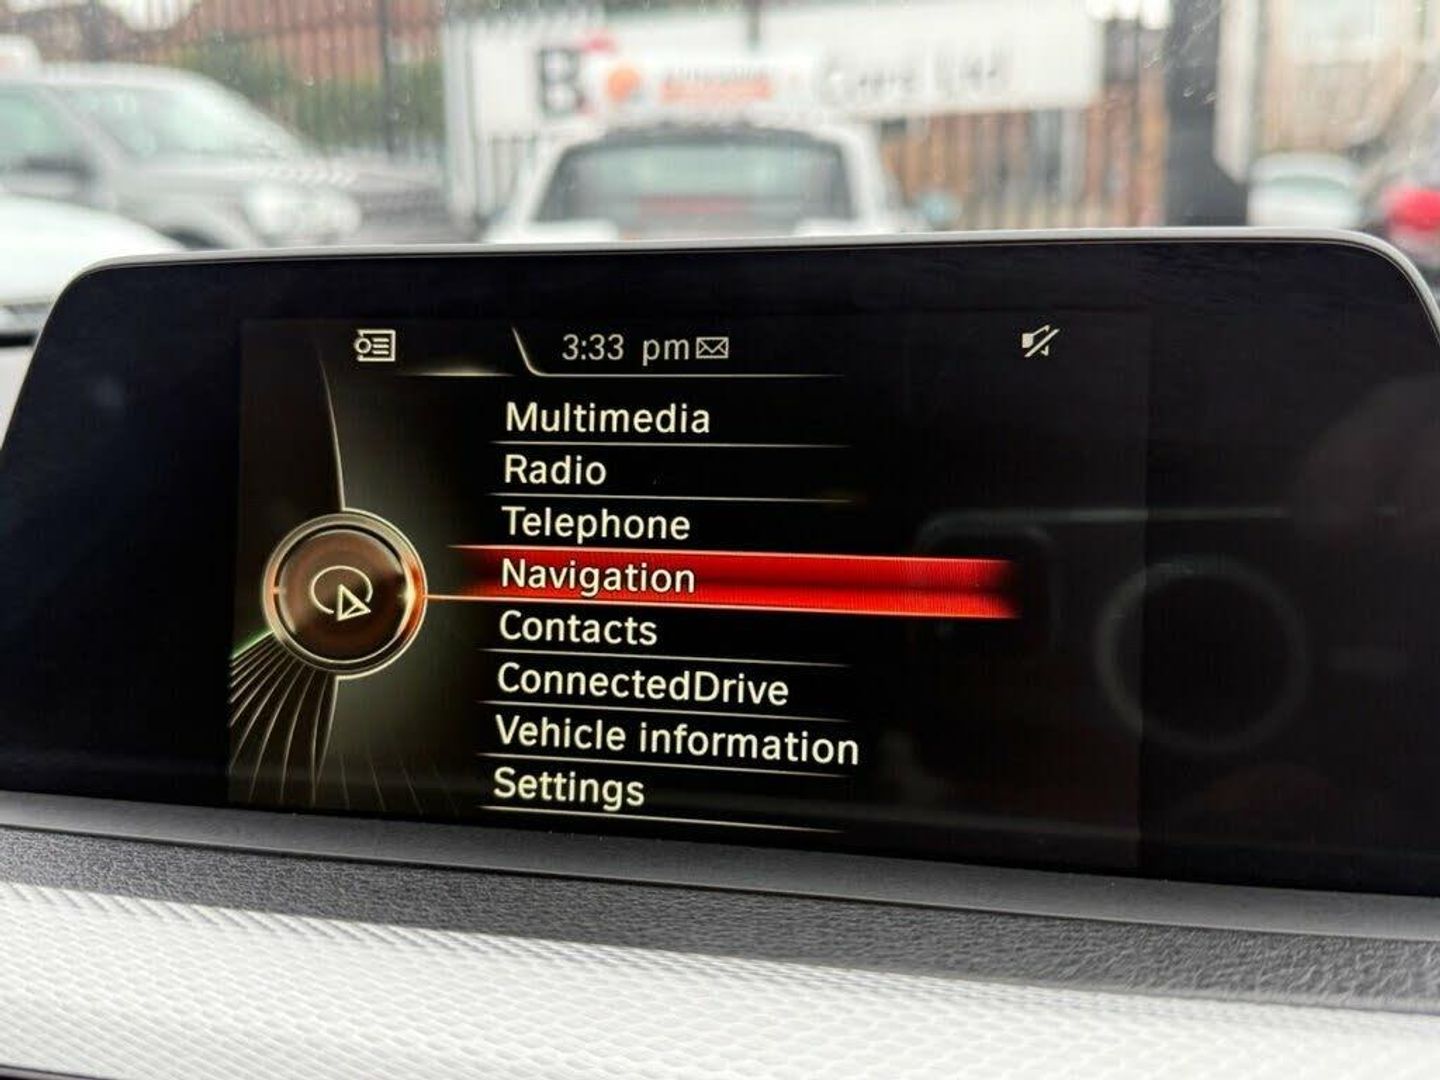 3:33 pm
Multimedia
Radio
Telephone
Navigation
Contacts
ConnectedDrive
Vehicle information
Settings